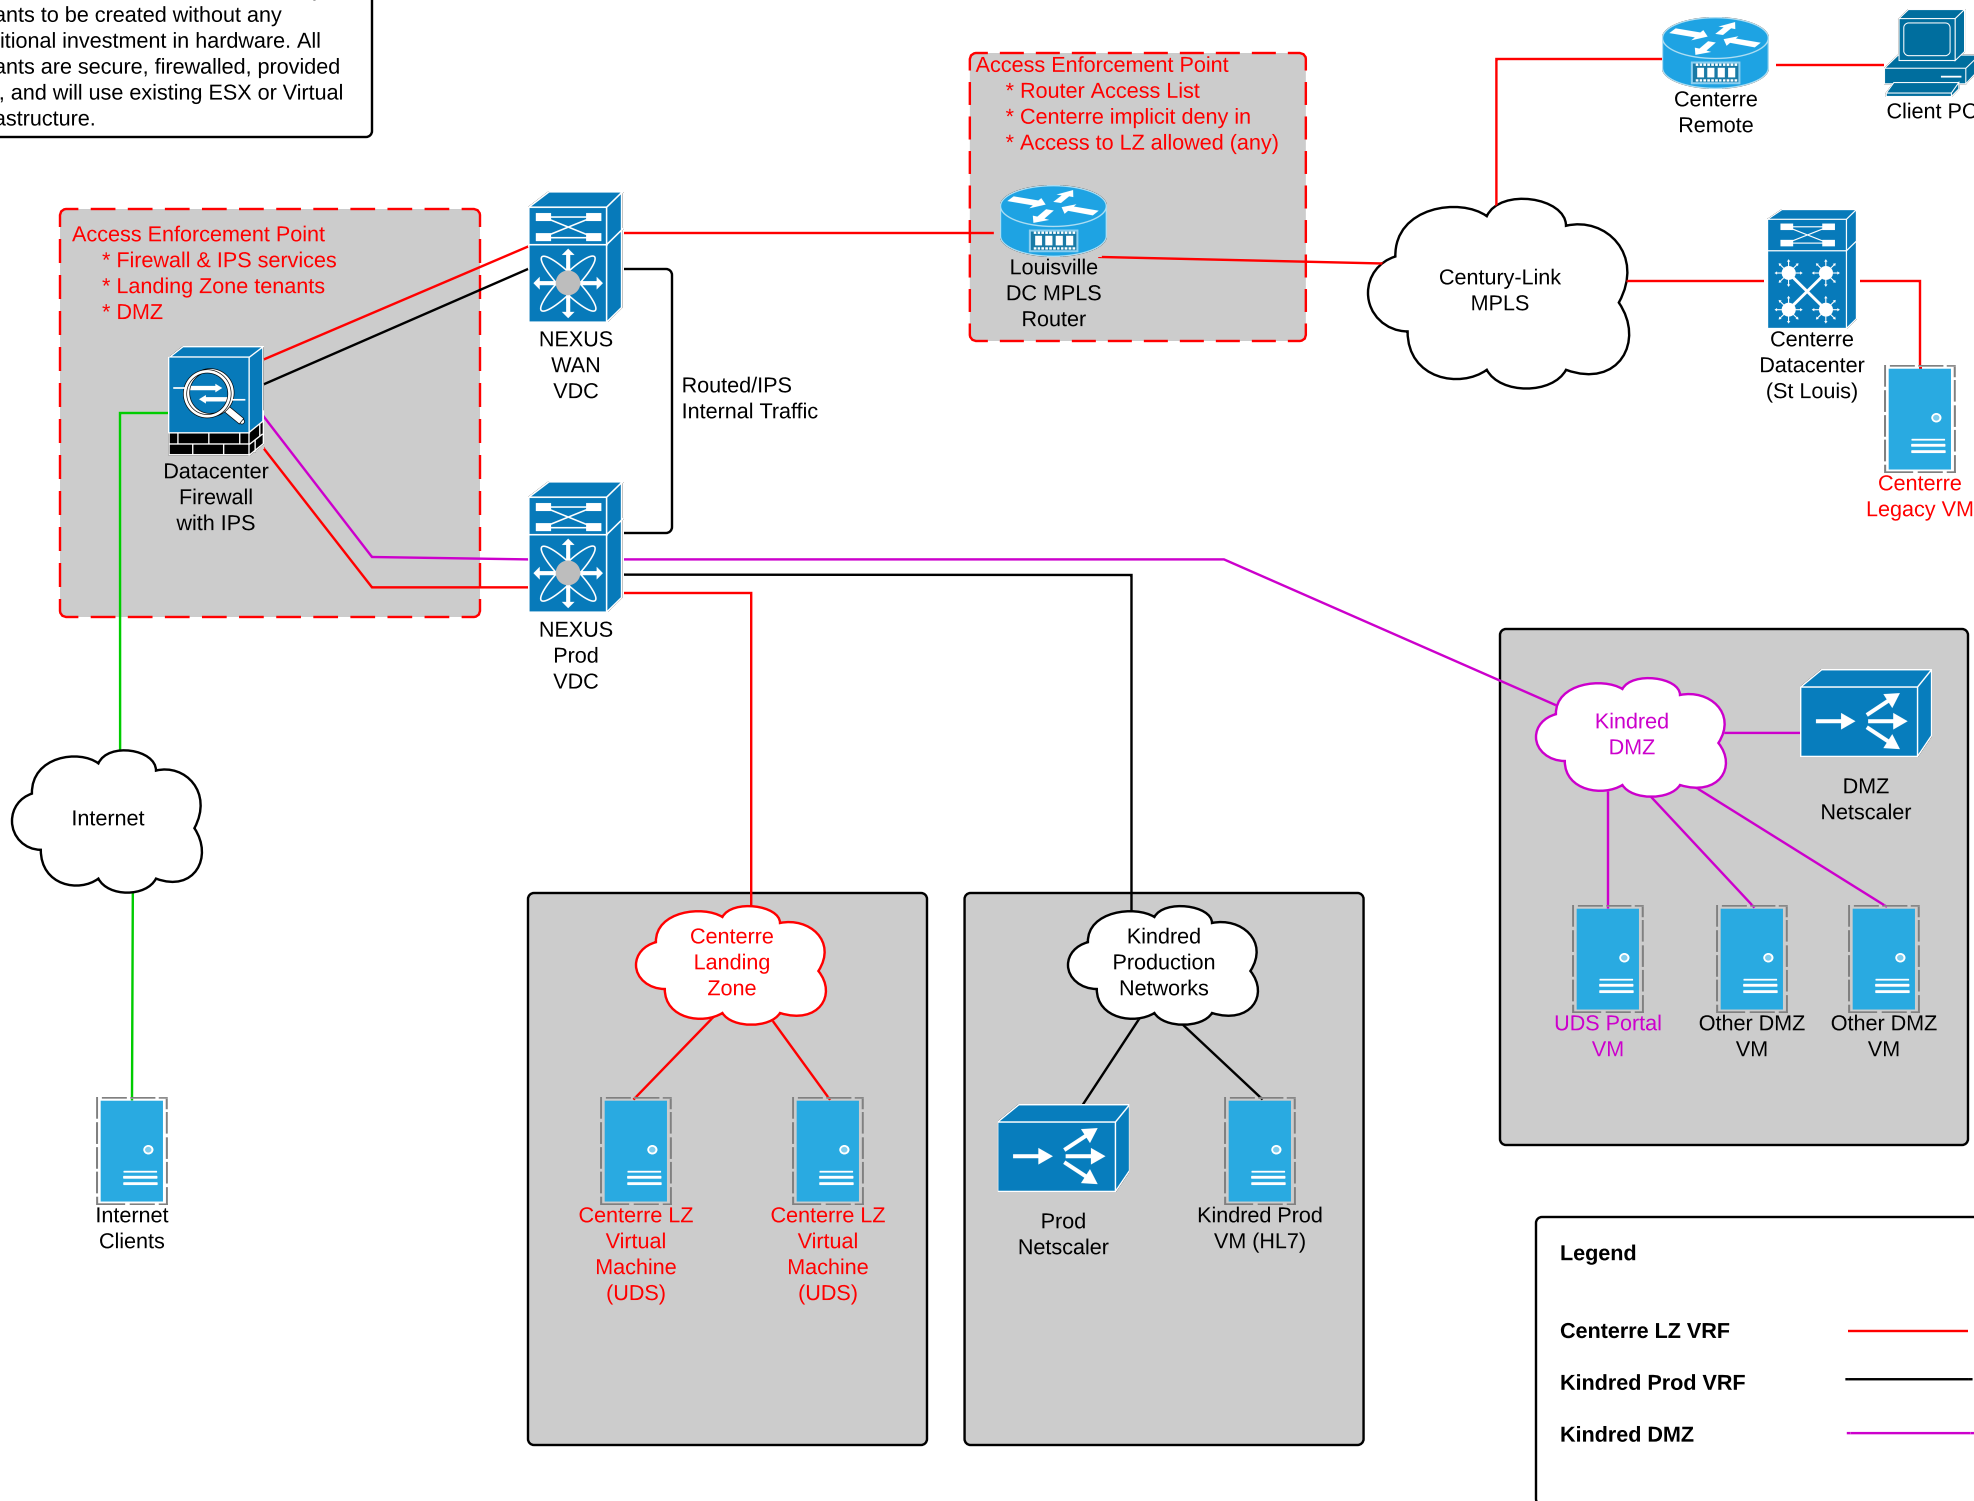 ants to be created without any
itional investment in hardware. All
ants are secure, firewalled, provided
, and will use existing ESX or Virtual
astructure.
Access Enforcement Point
* Router Access List
* Centerre implicit deny in
* Access to LZ allowed (any)
Louisville
DC MPLS
Router
Centerre
Remote
Client PC
Access Enforcement Point
* Firewall & IPS services
* Landing Zone tenants
* DMZ
Datacenter
Firewall
with IPS
NEXUS
WAN
VDC
Routed/IPS
Internal Traffic
Century-Link
MPLS
Centerre
Datacenter
(St Louis)
Centerre
Legacy VM
NEXUS
Prod
VDC
Internet
Internet
Clients
Kindred
DMZ
DMZ
Netscaler
UDS Portal
VM
Other DMZ
VM
Other DMZ
VM
Centerre
Landing
Zone
Centerre LZ
Virtual
Machine
(UDS)
Centerre LZ
Virtual
Machine
(UDS)
Kindred
Production
Networks
Prod
Netscaler
Kindred Prod
VM (HL7)
Legend
Centerre LZ VRF
Kindred Prod VRF
Kindred DMZ